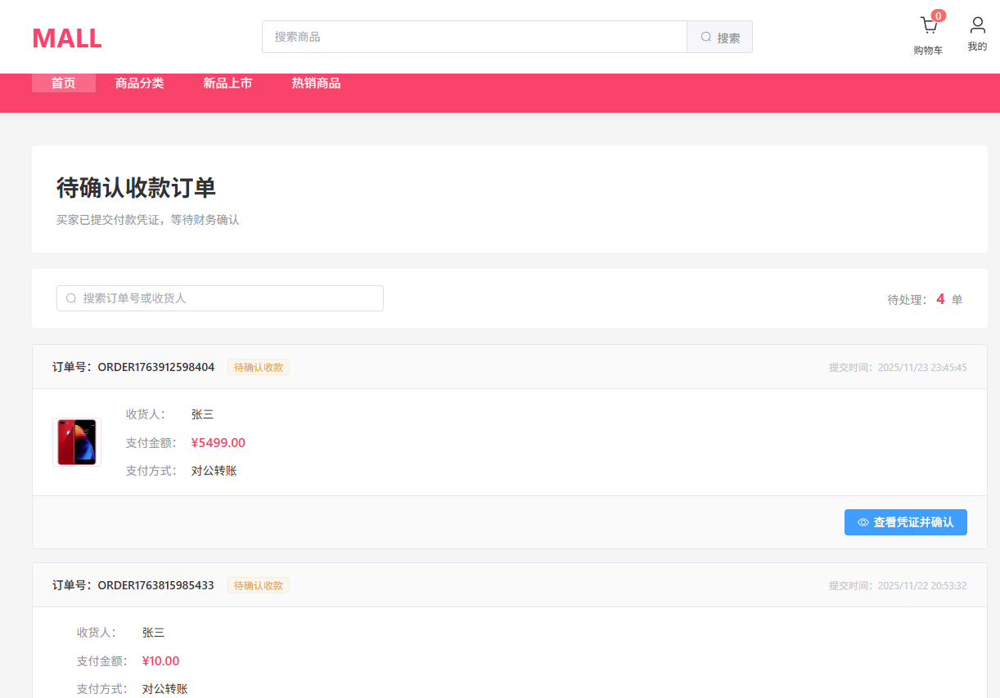 MALL
搜索商品
搜索
0
购物车
我的
首页 商品分类 新品上市 热销商品
待确认收款订单
买家已提交付款凭证，等待财务确认
搜索订单号或收货人
待处理： 4 单
订单号：ORDER1763912598404 待确认收款 提交时间：2025/11/23 23:45:45
收货人： 张三
支付金额： ¥5499.00
支付方式： 对公转账
查看凭证并确认
订单号：ORDER1763815985433 待确认收款 提交时间：2025/11/22 20:53:32
收货人： 张三
支付金额： ¥10.00
支付方式： 对公转账